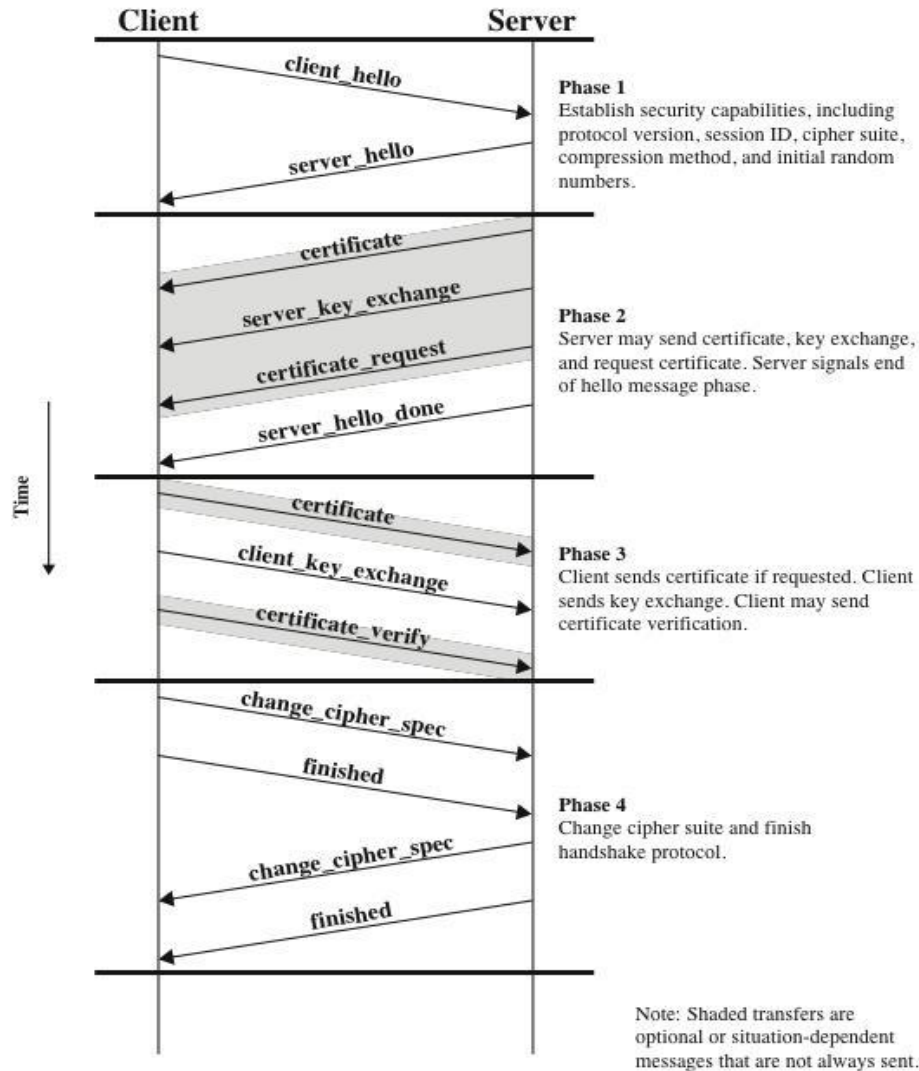 Client Server
client_hello
Phase 1
Establish security capabilities, including
protocol version, session ID, cipher suite,
compression method, and initial random
numbers.
server_hello
certificate
server_key_exchange
certificate_request
server_hello_done
Phase 2
Server may send certificate, key exchange,
and request certificate. Server signals end
of hello message phase.
Time
certificate
client_key_exchange
certificate_verify
Phase 3
Client sends certificate if requested. Client
sends key exchange. Client may send
certificate verification.
change_cipher_spec
finished
change_cipher_spec
finished
Phase 4
Change cipher suite and finish
handshake protocol.
Note: Shaded transfers are
optional or situation-dependent
messages that are not always sent.